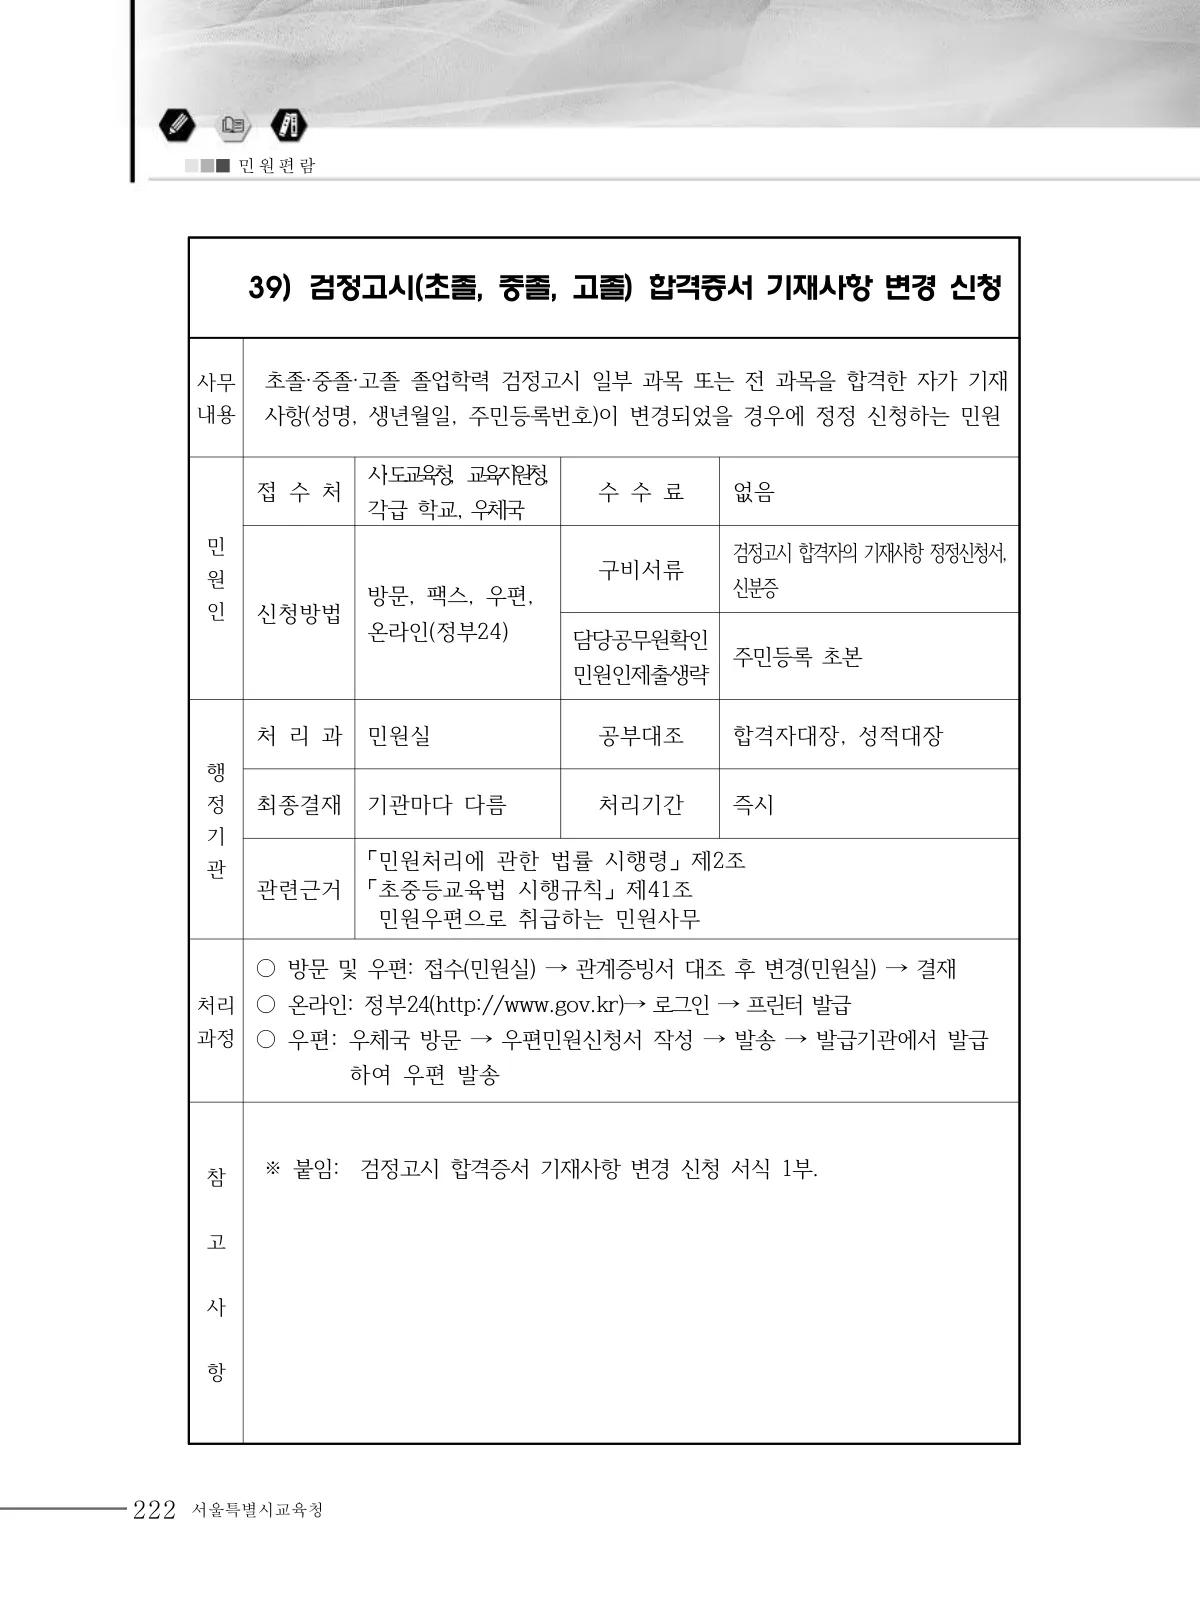 민원편람
39) 검정고시(초졸, 중졸, 고졸) 합격증서 기재사항 변경 신청
사무
내용
초졸·중졸·고졸 졸업학력 검정고시 일부 과목 또는 전 과목을 합격한 자가 기재
사항(성명, 생년월일, 주민등록번호)이 변경되었을 경우에 정정 신청하는 민원
민
원
인
접 수 처
사·도교육청, 교육지원청,
각급 학교, 우체국
수 수 료
없음
신청방법
방문, 팩스, 우편,
온라인(정부24)
구비서류
검정고시 합격자의 기재사항 정정신청서,
신분증
담당공무원확인
민원인제출생략
주민등록 초본
행
정
기
관
처 리 과
민원실
공부대조
합격자대장, 성적대장
최종결재
기관마다 다름
처리기간
즉시
관련근거
「민원처리에 관한 법률 시행령」 제2조
「초중등교육법 시행규칙」 제41조
민원우편으로 취급하는 민원사무
처리
과정
○ 방문 및 우편: 접수(민원실) → 관계증빙서 대조 후 변경(민원실) → 결재
○ 온라인: 정부24(http://www.gov.kr)→ 로그인 → 프린터 발급
○ 우편: 우체국 방문 → 우편민원신청서 작성 → 발송 → 발급기관에서 발급
하여 우편 발송
참
고
사
항
※ 붙임: 검정고시 합격증서 기재사항 변경 신청 서식 1부.
222 서울특별시교육청